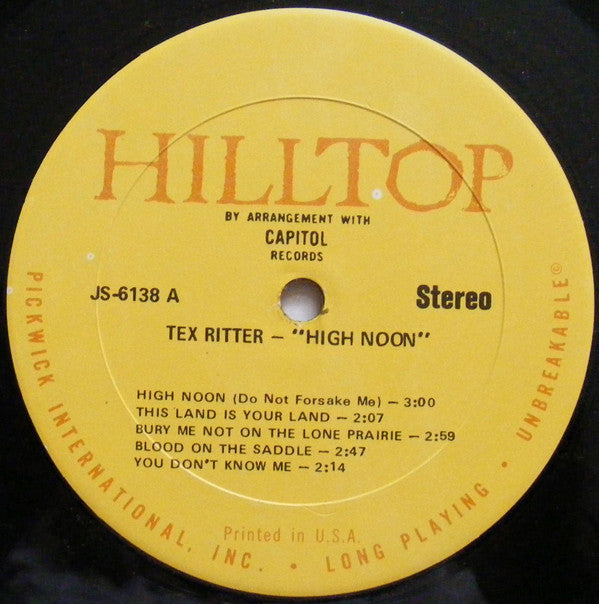 HILLTOP
BY ARRANGEMENT WITH
CAPITOL
RECORDS
JS-6138 A
Stereo
TEX RITTER — "HIGH NOON"
HIGH NOON (Do Not Forsake Me) — 3:00
THIS LAND IS YOUR LAND — 2:07
BURY ME NOT ON THE LONE PRAIRIE — 2:59
BLOOD ON THE SADDLE — 2:47
YOU DON'T KNOW ME — 2:14
Printed in U.S.A.
PICKWICK INTERNATIONAL, INC. • LONG PLAYING • UNBREAKABLE©